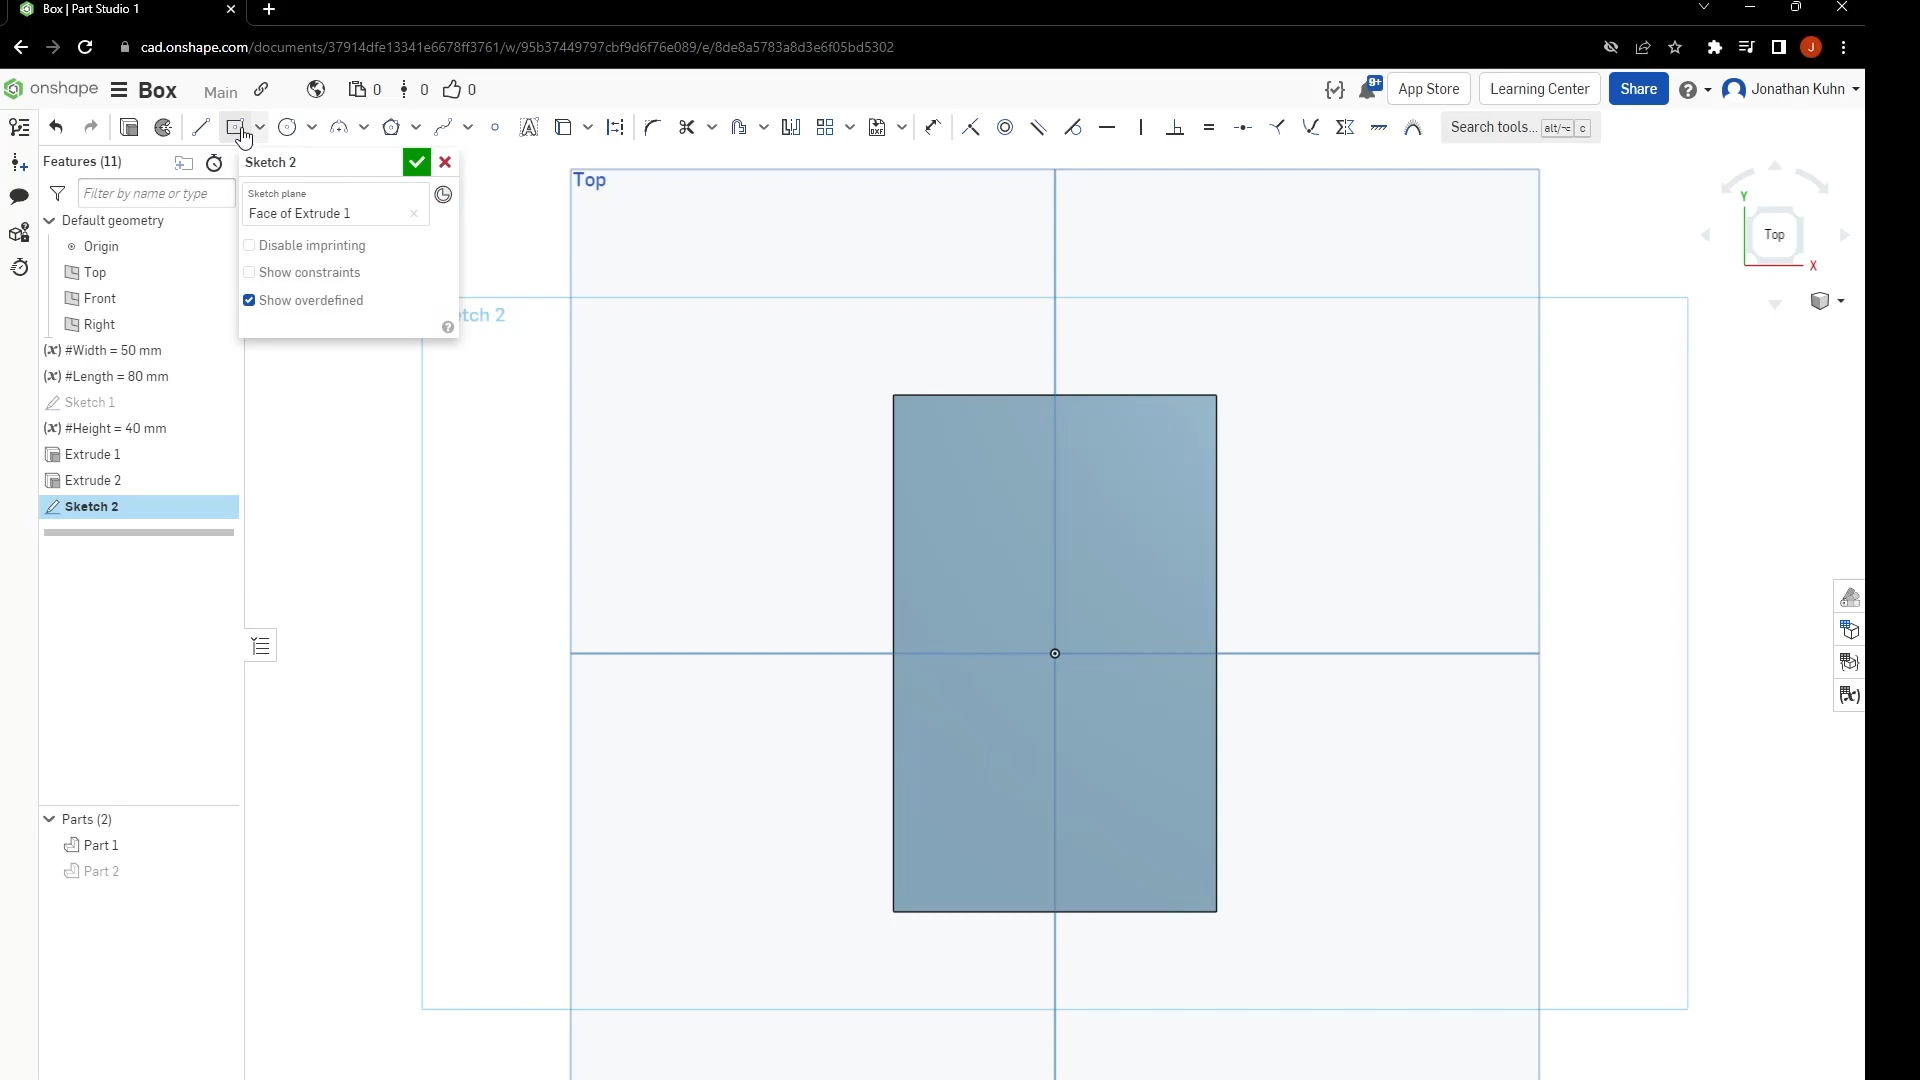 Box | Part Studio 1
cad.onshape.com/documents/37914dfe13341e6678ff3761/w/95b37449797cbf9d6f76e089/e/8de8a5783a8d3e6f05bd5302
J
onshape Box Main 0 0 0
9+ App Store Learning Center Share Jonathan Kuhn
Search tools... alt/⌥ c
Features (11)
Filter by name or type
Default geometry
Origin
Top
Front
Right
(x) #Width = 50 mm
(x) #Length = 80 mm
Sketch 1
(x) #Height = 40 mm
Extrude 1
Extrude 2
Sketch 2
Parts (2)
Part 1
Part 2
Sketch 2
Sketch plane
Face of Extrude 1
Disable imprinting
Show constraints
Show overdefined
etch 2
Top
Y
Top
X
(x)